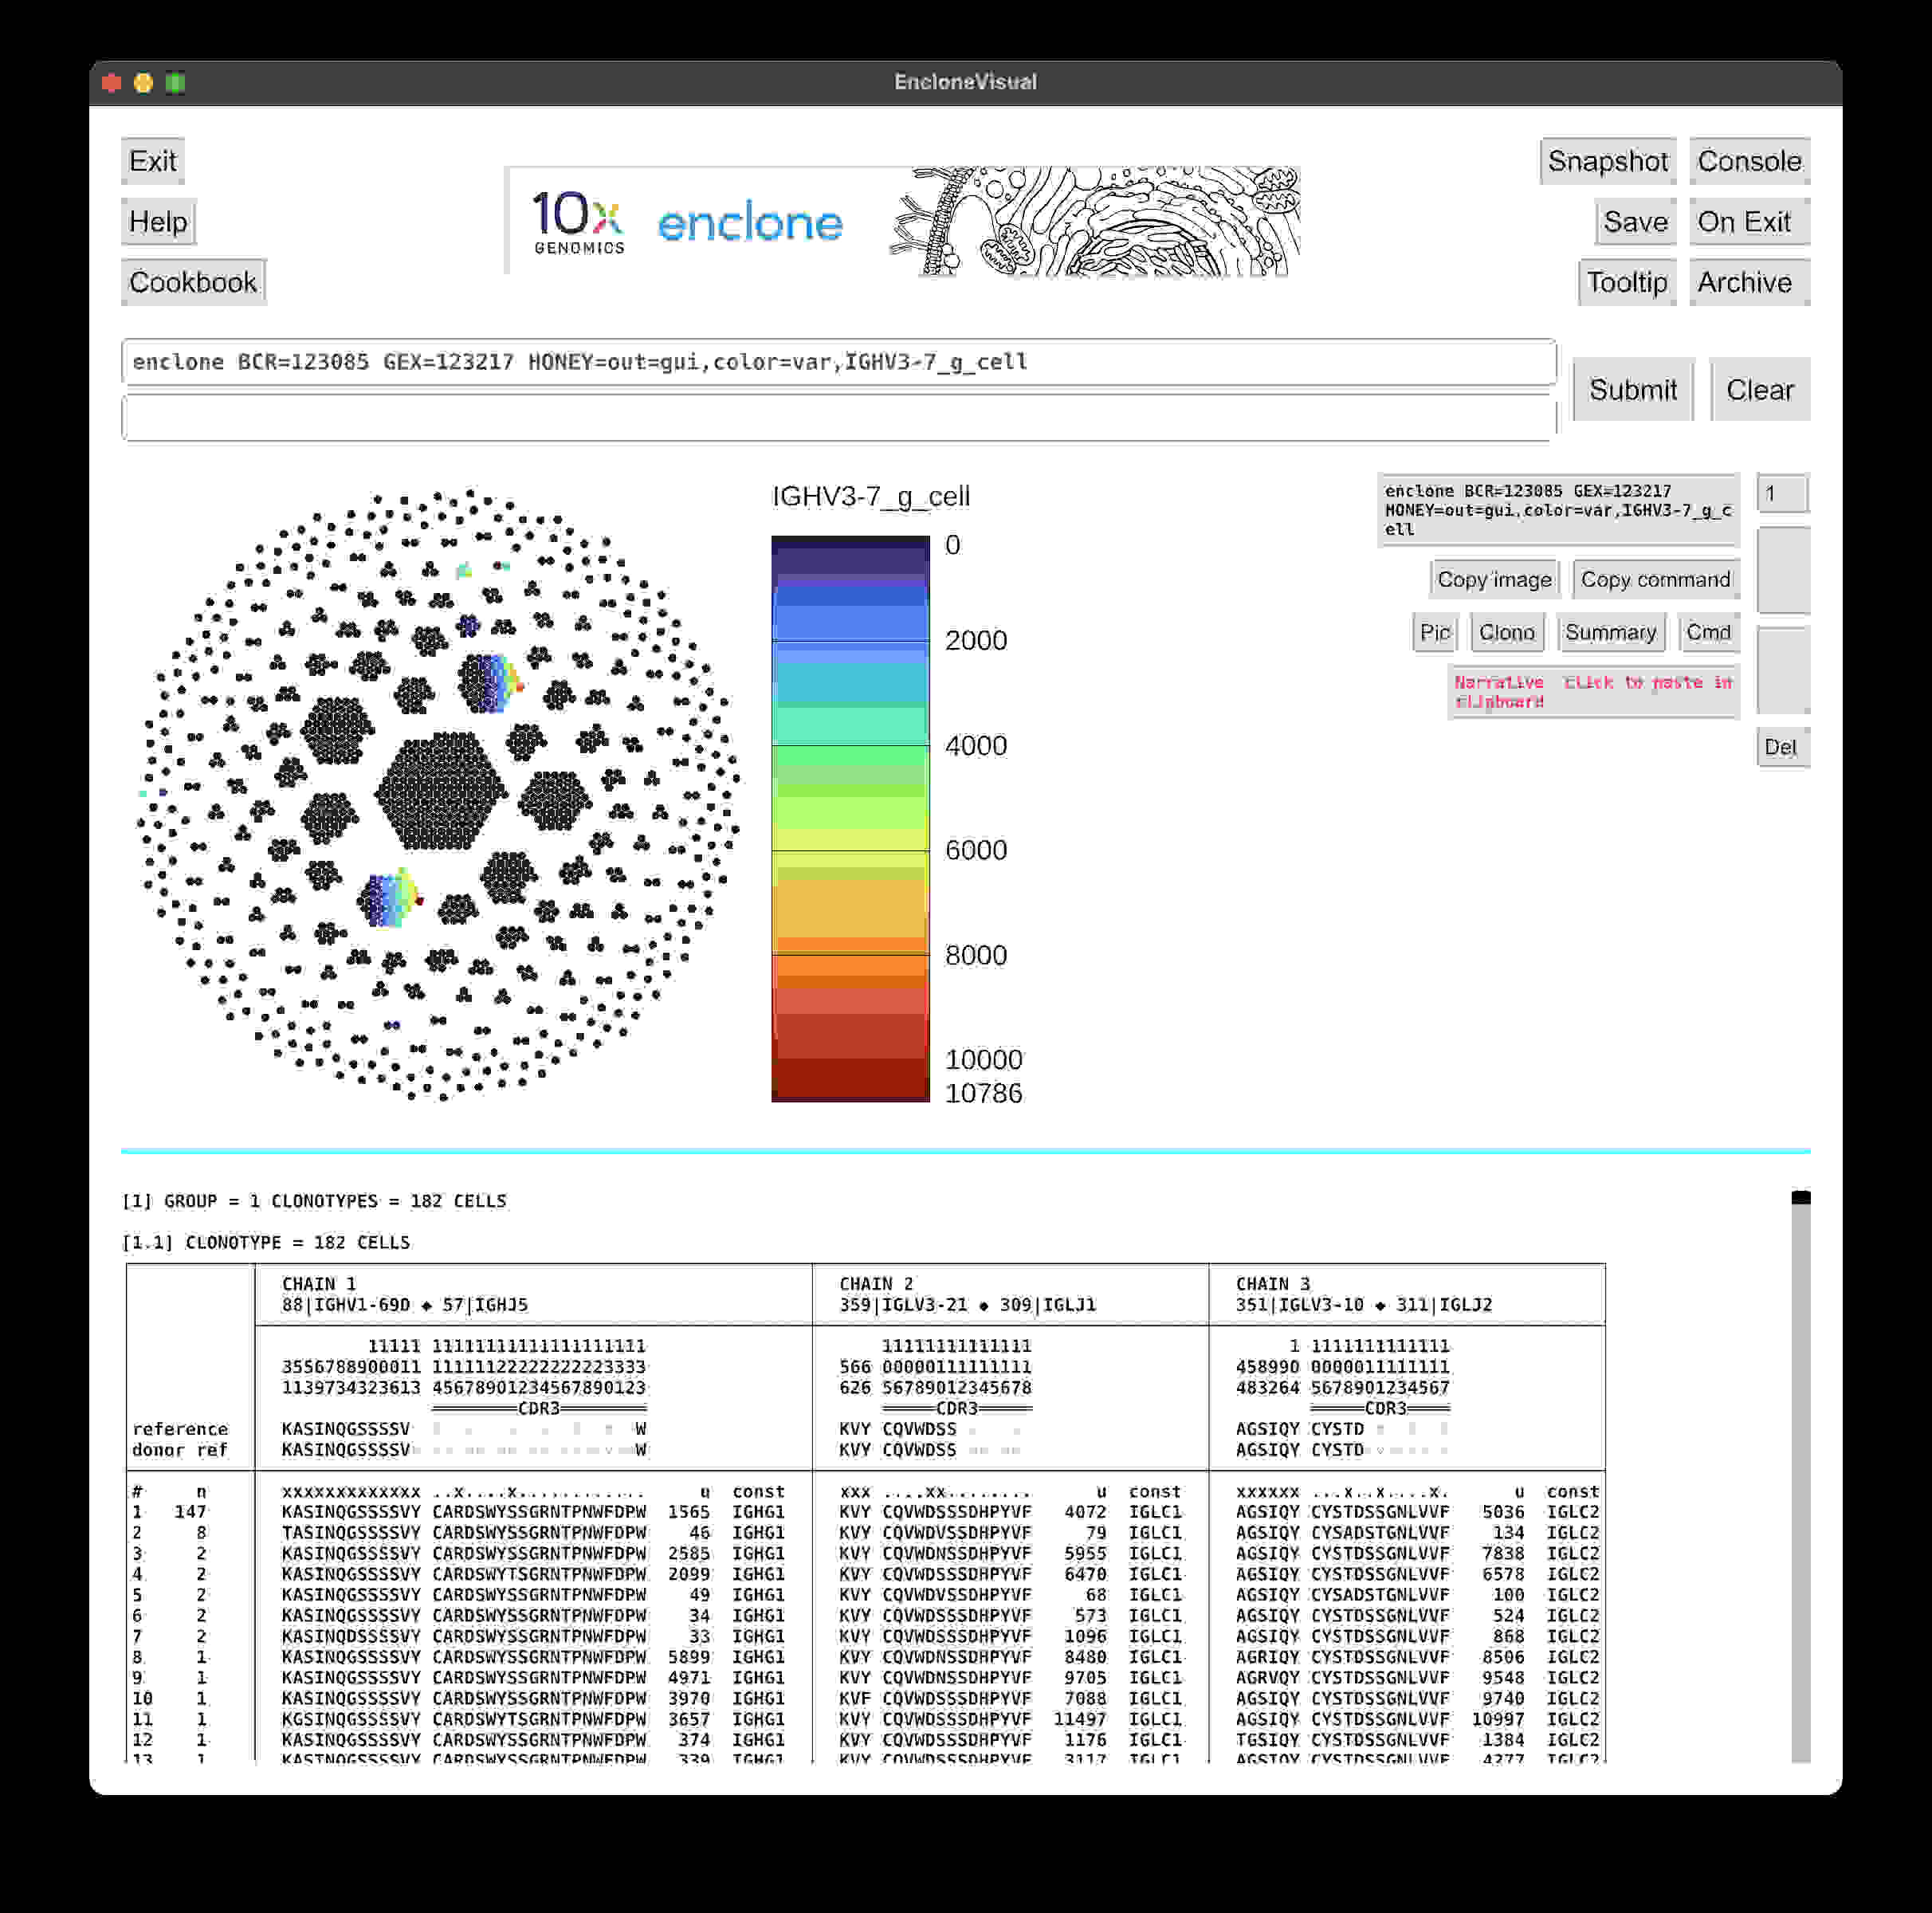 EncloneVisual
Exit
Help
Cookbook
10x
GENOMICS
enclone
Snapshot Console
Save On Exit
Tooltip Archive
enclone BCR=123085 GEX=123217 HONEY=out=gui,color=var,IGHV3-7_g_cell
Submit Clear
IGHV3-7_g_cell
0
2000
4000
6000
8000
10000
10786
enclone BCR=123085 GEX=123217
HONEY=out=gui,color=var,IGHV3-7_g_c
ell
1
Copy image Copy command
Pic Clono Summary Cmd
Narrative Click to paste in
clipboard
Del
[1] GROUP = 1 CLONOTYPES = 182 CELLS
[1.1] CLONOTYPE = 182 CELLS
CHAIN 1 CHAIN 2 CHAIN 3
88|IGHV1-69D ◆ 57|IGHJ5 359|IGLV3-21 ◆ 309|IGLJ1 351|IGLV3-10 ◆ 311|IGLJ2
11111 11111111111111111111 11111111111111 1 1111111111111
3556788900011 11111122222222223333 566 00000111111111 458990 0000011111111
1139734323613 45678901234567890123 626 56789012345678 483264 5678901234567
CDR3 CDR3 CDR3
reference KASINQGSSSSV W KVY CQVWDSS AGSIQY CYSTD
donor ref KASINQGSSSSV W KVY CQVWDSS AGSIQY CYSTD
# n xxxxxxxxxxxxx ..x....x............ u const xxx ....xx........ u const xxxxxx ...x..x....x. u const
1 147 KASINQGSSSSVY CARDSWYSSGRNTPNWFDPW 1565 IGHG1 KVY CQVWDSSSDHPYVF 4072 IGLC1 AGSIQY CYSTDSSGNLVVF 5036 IGLC2
2 8 TASINQGSSSSVY CARDSWYSSGRNTPNWFDPW 46 IGHG1 KVY CQVWDVSSDHPYVF 79 IGLC1 AGSIQY CYSADSTGNLVVF 134 IGLC2
3 2 KASINQGSSSSVY CARDSWYSSGRNTPNWFDPW 2585 IGHG1 KVY CQVWDNSSDHPYVF 5955 IGLC1 AGSIQY CYSTDSSGNLVVF 7838 IGLC2
4 2 KASINQGSSSSVY CARDSWYTSGRNTPNWFDPW 2099 IGHG1 KVY CQVWDSSSDHPYVF 6470 IGLC1 AGSIQY CYSTDSSGNLVVF 6578 IGLC2
5 2 KASINQGSSSSVY CARDSWYSSGRNTPNWFDPW 49 IGHG1 KVY CQVWDVSSDHPYVF 68 IGLC1 AGSIQY CYSADSTGNLVVF 100 IGLC2
6 2 KASINQGSSSSVY CARDSWYSSGRNTPNWFDPW 34 IGHG1 KVY CQVWDSSSDHPYVF 573 IGLC1 AGSIQY CYSTDSSGNLVVF 524 IGLC2
7 2 KASINQDSSSSVY CARDSWYSSGRNTPNWFDPW 33 IGHG1 KVY CQVWDSSSDHPYVF 1096 IGLC1 AGSIQY CYSTDSSGNLVVF 868 IGLC2
8 1 KASINQGSSSSVY CARDSWYSSGRNTPNWFDPW 5899 IGHG1 KVY CQVWDNSSDHPYVF 8480 IGLC1 AGRIQY CYSTDSSGNLVVF 8506 IGLC2
9 1 KASINQGSSSSVY CARDSWYSSGRNTPNWFDPW 4971 IGHG1 KVY CQVWDNSSDHPYVF 9705 IGLC1 AGRVQY CYSTDSSGNLVVF 9548 IGLC2
10 1 KASINQGSSSSVY CARDSWYSSGRNTPNWFDPW 3970 IGHG1 KVF CQVWDSSSDHPYVF 7088 IGLC1 AGSIQY CYSTDSSGNLVVF 9740 IGLC2
11 1 KGSINQGSSSSVY CARDSWYTSGRNTPNWFDPW 3657 IGHG1 KVY CQVWDSSSDHPYVF 11497 IGLC1 AGSIQY CYSTDSSGNLVVF 10997 IGLC2
12 1 KASINQGSSSSVY CARDSWYSSGRNTPNWFDPW 374 IGHG1 KVY CQVWDSSSDHPYVF 1176 IGLC1 TGSIQY CYSTDSSGNLVVF 1384 IGLC2
13 1 KASINQGSSSSVY CARDSWYSSGRNTPNWFDPW 339 IGHG1 KVY CQVWDSSSDHPYVF 3117 IGLC1 AGSIQY CYSTDSSGNLVVF 4277 IGLC2